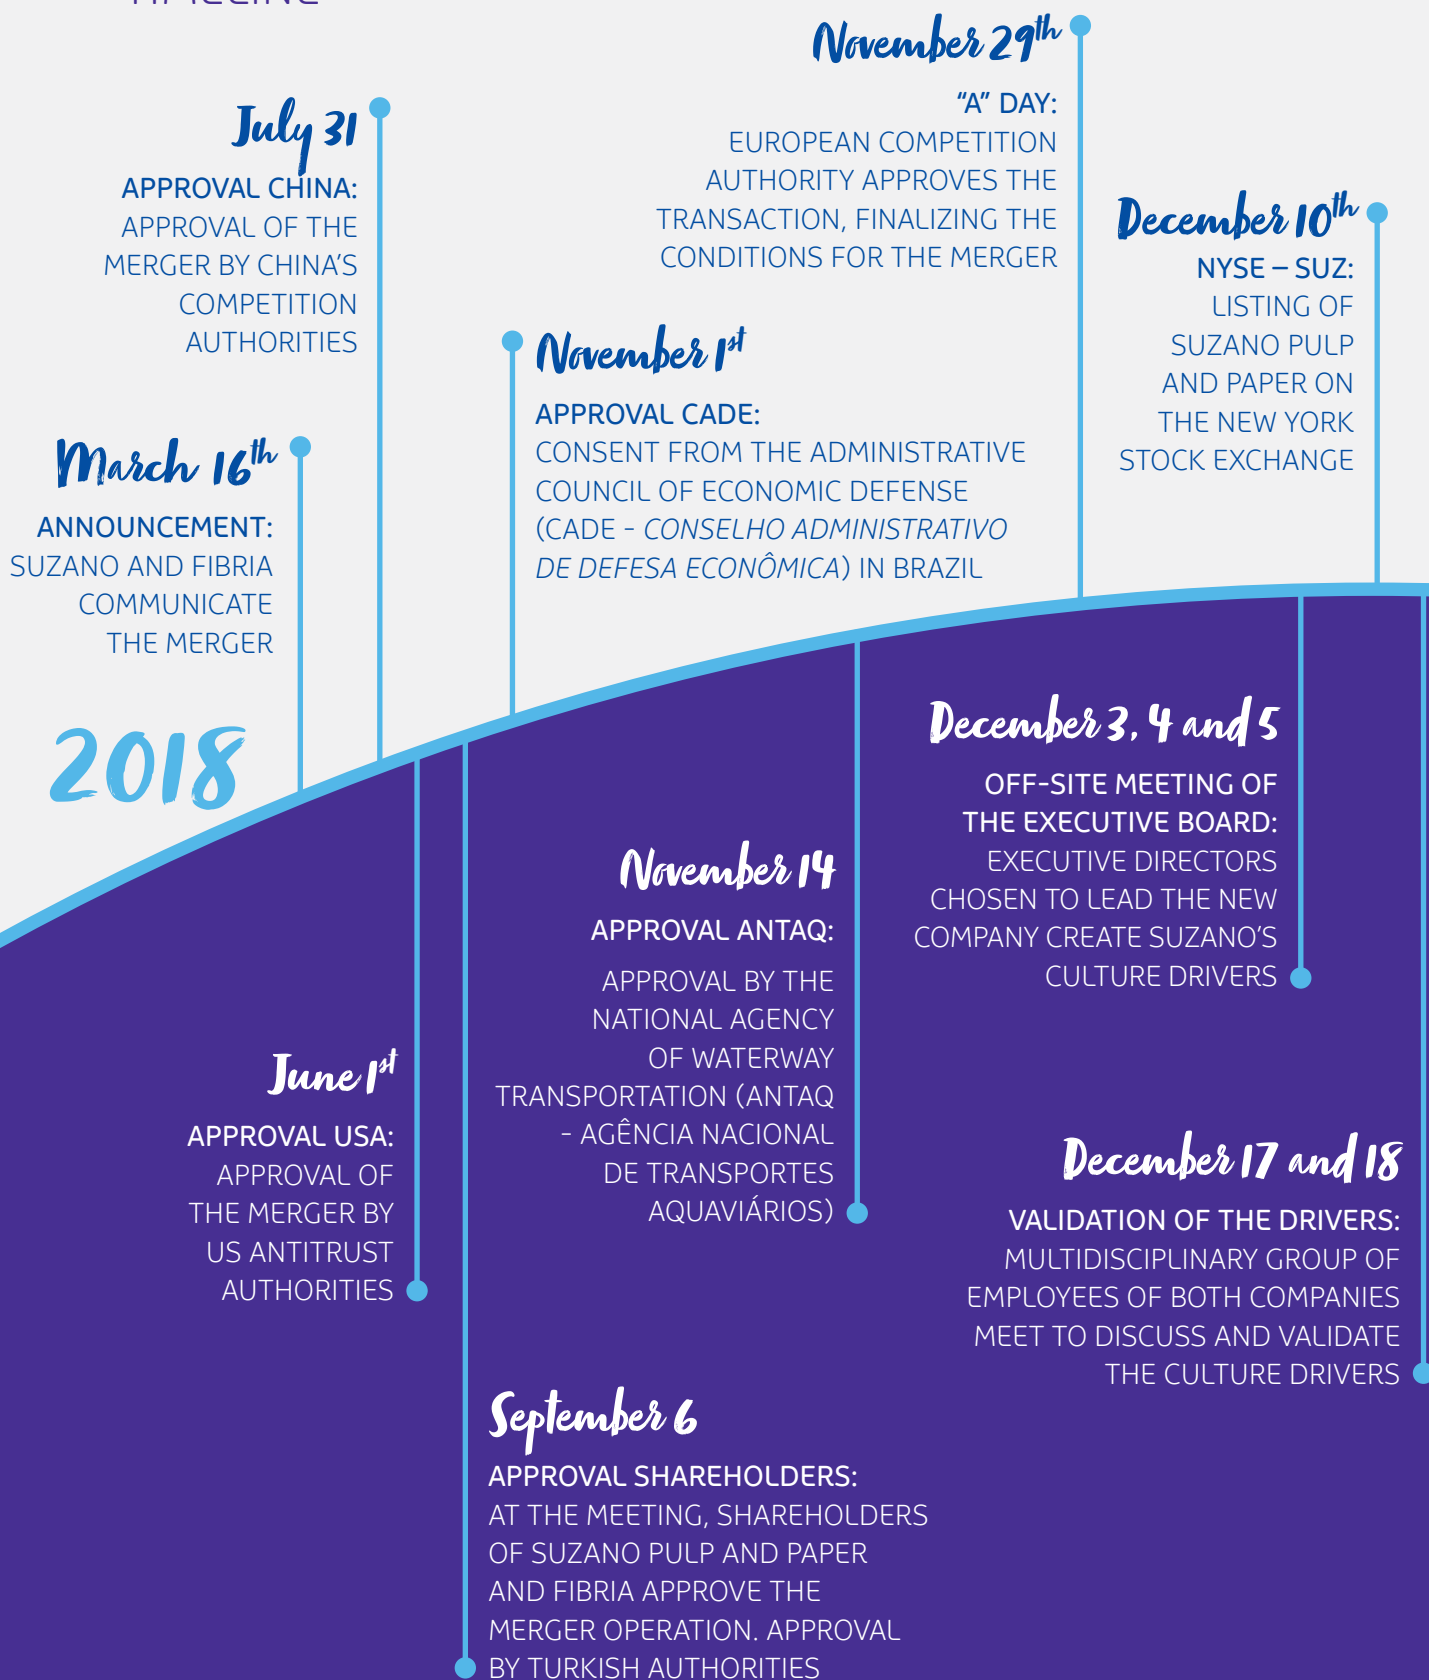 TIMELINE
November 29th
"A" DAY:
EUROPEAN COMPETITION
AUTHORITY APPROVES THE
TRANSACTION, FINALIZING THE
CONDITIONS FOR THE MERGER
July 31
APPROVAL CHINA:
APPROVAL OF THE
MERGER BY CHINA'S
COMPETITION
AUTHORITIES
December 10th
NYSE – SUZ:
LISTING OF
SUZANO PULP
AND PAPER ON
THE NEW YORK
STOCK EXCHANGE
November 1st
APPROVAL CADE:
CONSENT FROM THE ADMINISTRATIVE
COUNCIL OF ECONOMIC DEFENSE
(CADE - CONSELHO ADMINISTRATIVO
DE DEFESA ECONÔMICA) IN BRAZIL
March 16th
ANNOUNCEMENT:
SUZANO AND FIBRIA
COMMUNICATE
THE MERGER
2018
December 3, 4 and 5
OFF-SITE MEETING OF
THE EXECUTIVE BOARD:
EXECUTIVE DIRECTORS
CHOSEN TO LEAD THE NEW
COMPANY CREATE SUZANO'S
CULTURE DRIVERS
November 14
APPROVAL ANTAQ:
APPROVAL BY THE
NATIONAL AGENCY
OF WATERWAY
TRANSPORTATION (ANTAQ
- AGÊNCIA NACIONAL
DE TRANSPORTES
AQUAVIÁRIOS)
June 1st
APPROVAL USA:
APPROVAL OF
THE MERGER BY
US ANTITRUST
AUTHORITIES
December 17 and 18
VALIDATION OF THE DRIVERS:
MULTIDISCIPLINARY GROUP OF
EMPLOYEES OF BOTH COMPANIES
MEET TO DISCUSS AND VALIDATE
THE CULTURE DRIVERS
September 6
APPROVAL SHAREHOLDERS:
AT THE MEETING, SHAREHOLDERS
OF SUZANO PULP AND PAPER
AND FIBRIA APPROVE THE
MERGER OPERATION. APPROVAL
BY TURKISH AUTHORITIES